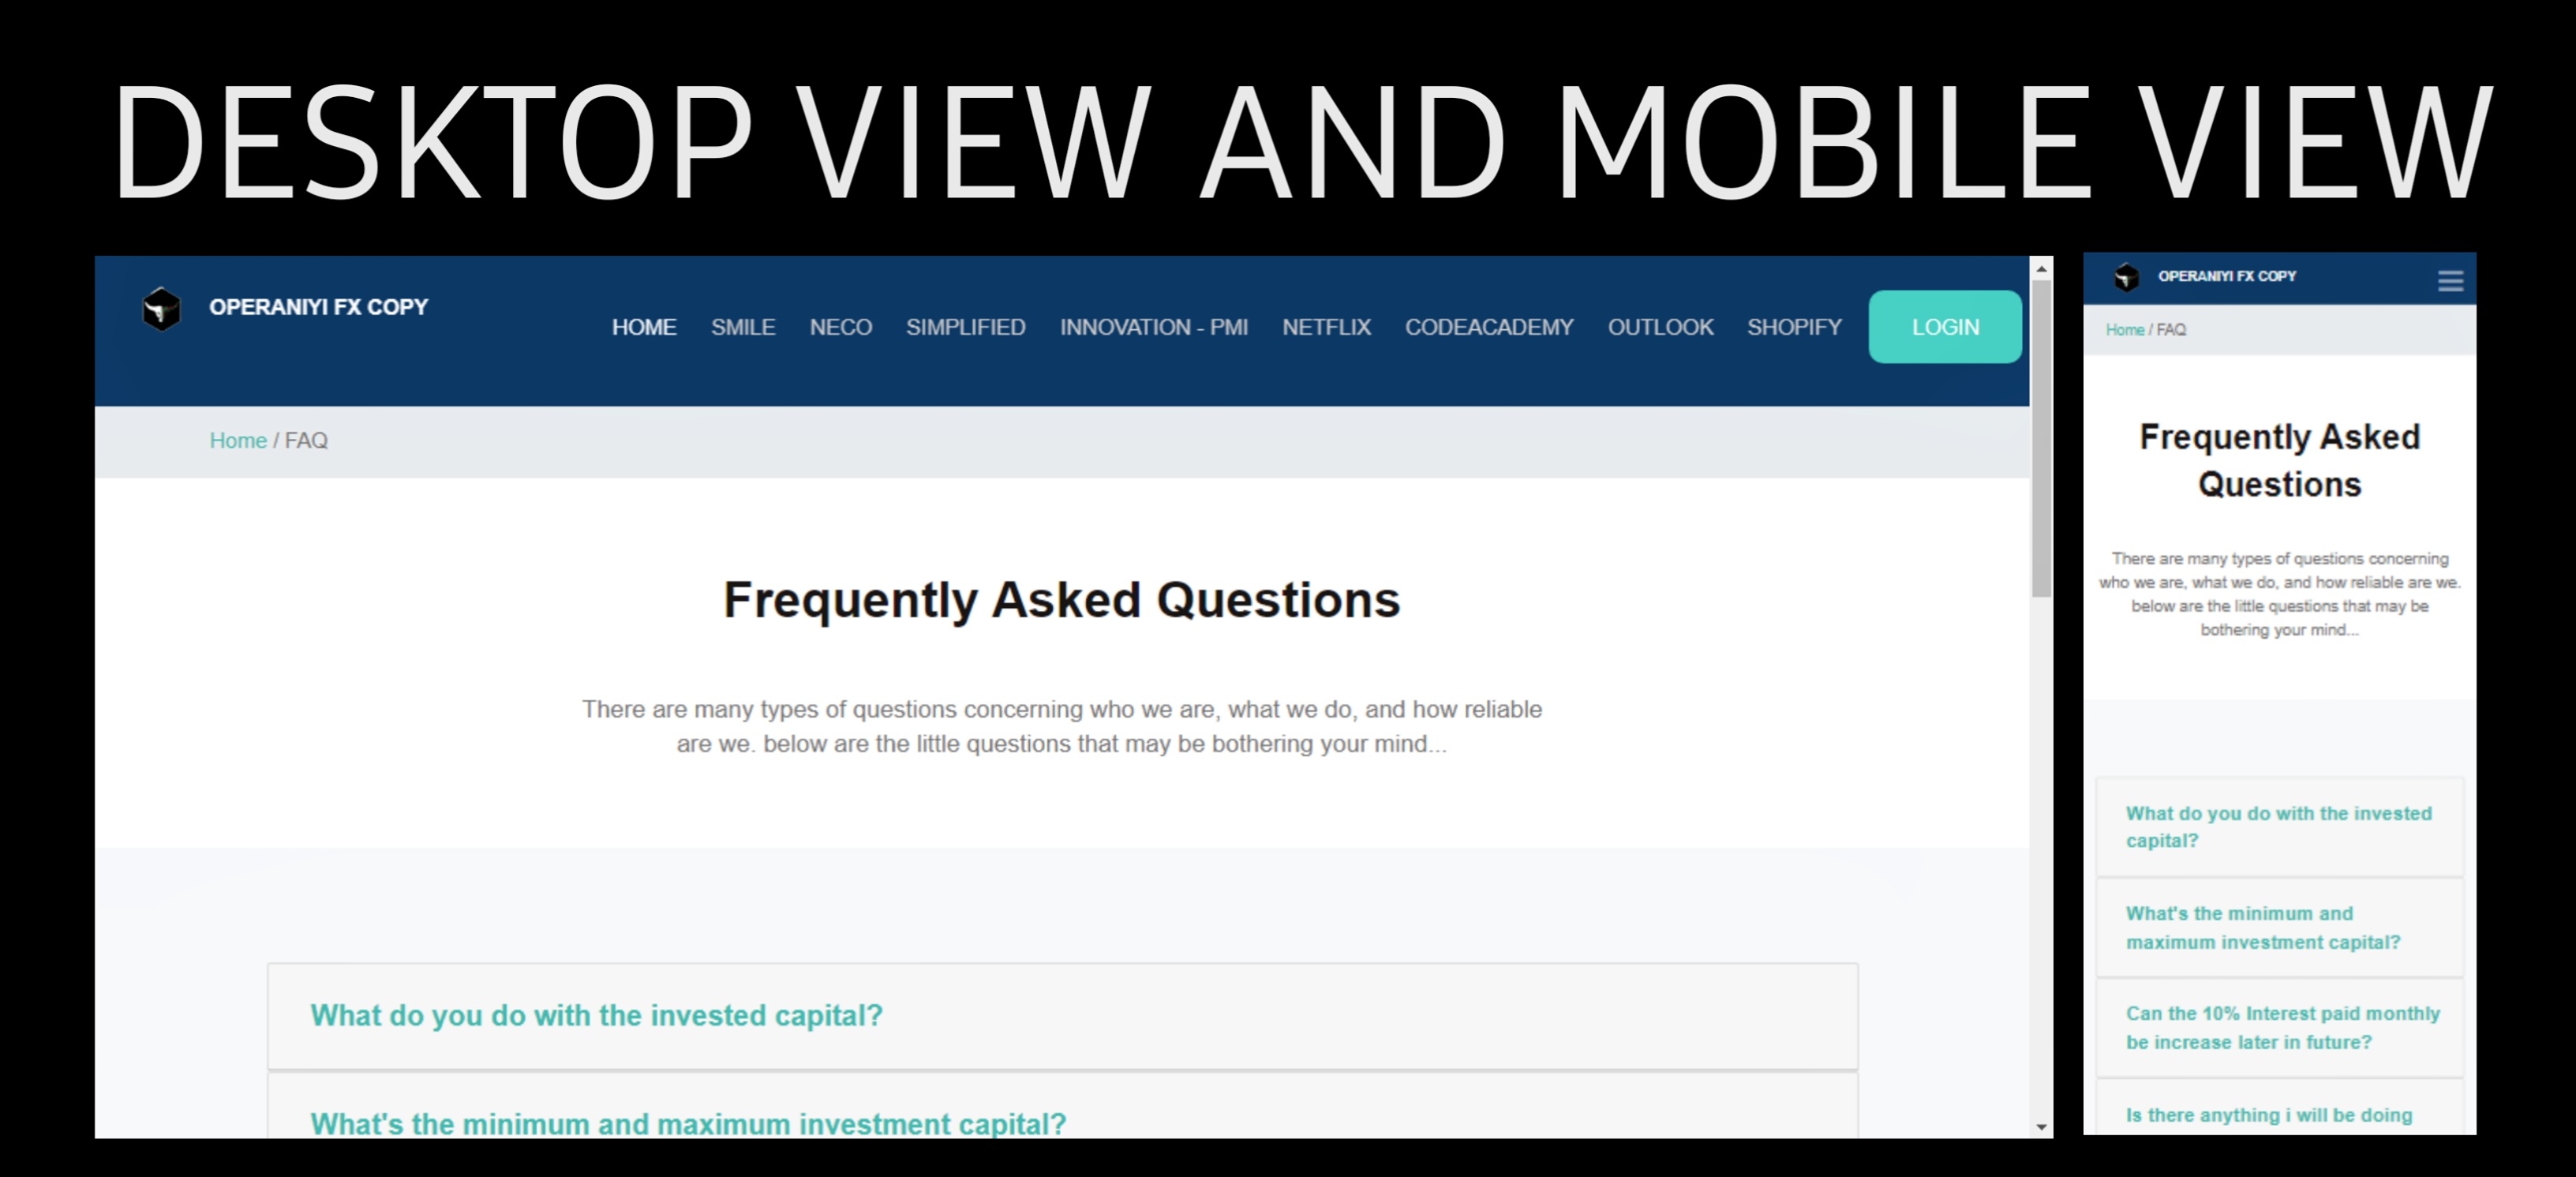 DESKTOP VIEW AND MOBILE VIEW
OPERANIYI FX COPY
HOME SMILE NECO SIMPLIFIED INNOVATION - PMI NETFLIX CODEACADEMY OUTLOOK SHOPIFY LOGIN
Home / FAQ
Frequently Asked Questions
There are many types of questions concerning who we are, what we do, and how reliable
are we. below are the little questions that may be bothering your mind...
What do you do with the invested capital?
What's the minimum and maximum investment capital?
OPERANIYI FX COPY
Home / FAQ
Frequently Asked
Questions
There are many types of questions concerning
who we are, what we do, and how reliable are we.
below are the little questions that may be
bothering your mind...
What do you do with the invested
capital?
What's the minimum and
maximum investment capital?
Can the 10% Interest paid monthly
be increase later in future?
Is there anything i will be doing